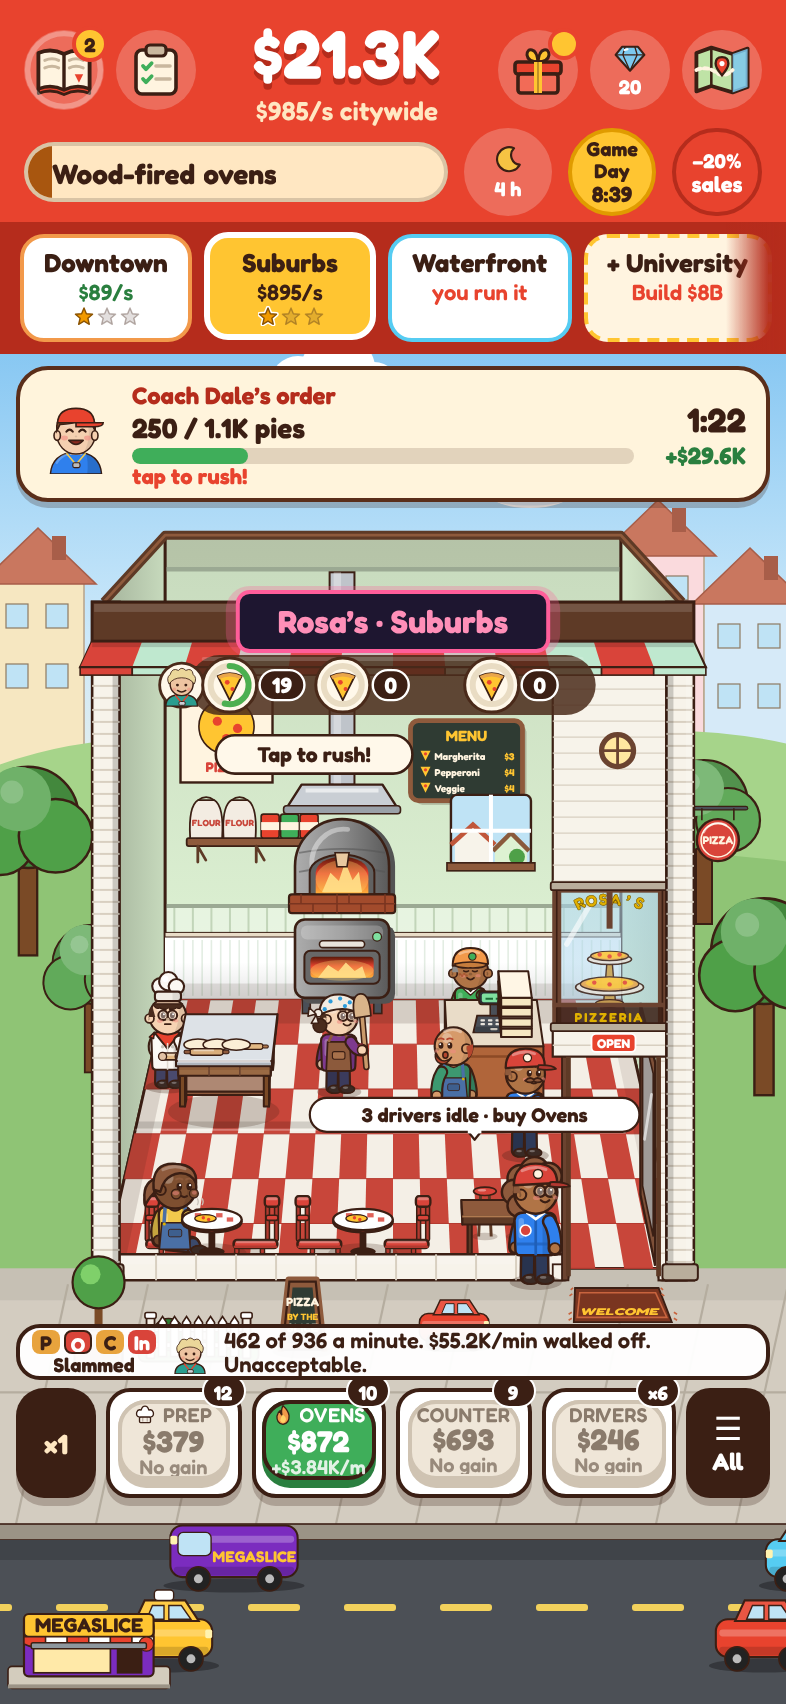 2
$21.3K
$985/s citywide
20
Wood-fired ovens
4 h
Game
Day
8:39
-20%
sales
Downtown
$89/s
Suburbs
$895/s
Waterfront
you run it
+ University
Build $8B
Coach Dale's order
250 / 1.1K pies
tap to rush!
1:22
+$29.6K
Rosa's · Suburbs
19
0
0
Tap to rush!
MENU
Margherita $3
Pepperoni $4
Veggie $4
FLOUR FLOUR
PIZZA
ROSA'S
PIZZERIA
OPEN
3 drivers idle · buy Ovens
PIZZA
BY THE
WELCOME
P O C In
Slammed
462 of 936 a minute. $55.2K/min walked off.
Unacceptable.
x1
12
PREP
$379
No gain
10
OVENS
$872
+$3.84K/m
9
COUNTER
$693
No gain
x6
DRIVERS
$246
No gain
All
MEGASLICE
MEGASLICE